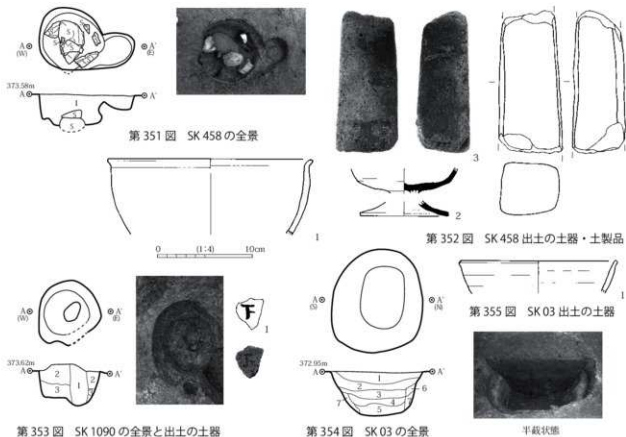 A A'
(W) (E)
S
373.58m
A A'
1
S
第 351 図　SK 458 の全景
3
2
第 352 図　SK 458 出土の土器・土製品
1
0 (1:4) 10cm
A A'
(W) (E)
373.62m
A A'
2 1 2
3
1
第 353 図　SK 1090 の全景と出土の土器
A A'
(S) (N)
372.95m
A A'
1
2
3 6
7 4
5
第 354 図　SK 03 の全景
1
第 355 図　SK 03 出土の土器
半截状態